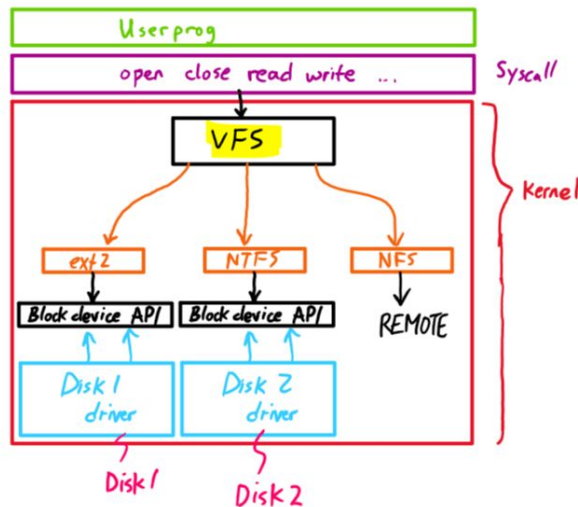 Userprog
open close read write ...
Syscall
VFS
Kernel
ext2
NTFS
NFS
Block device API
Block device API
REMOTE
Disk 1
driver
Disk 2
driver
Disk 1
Disk 2